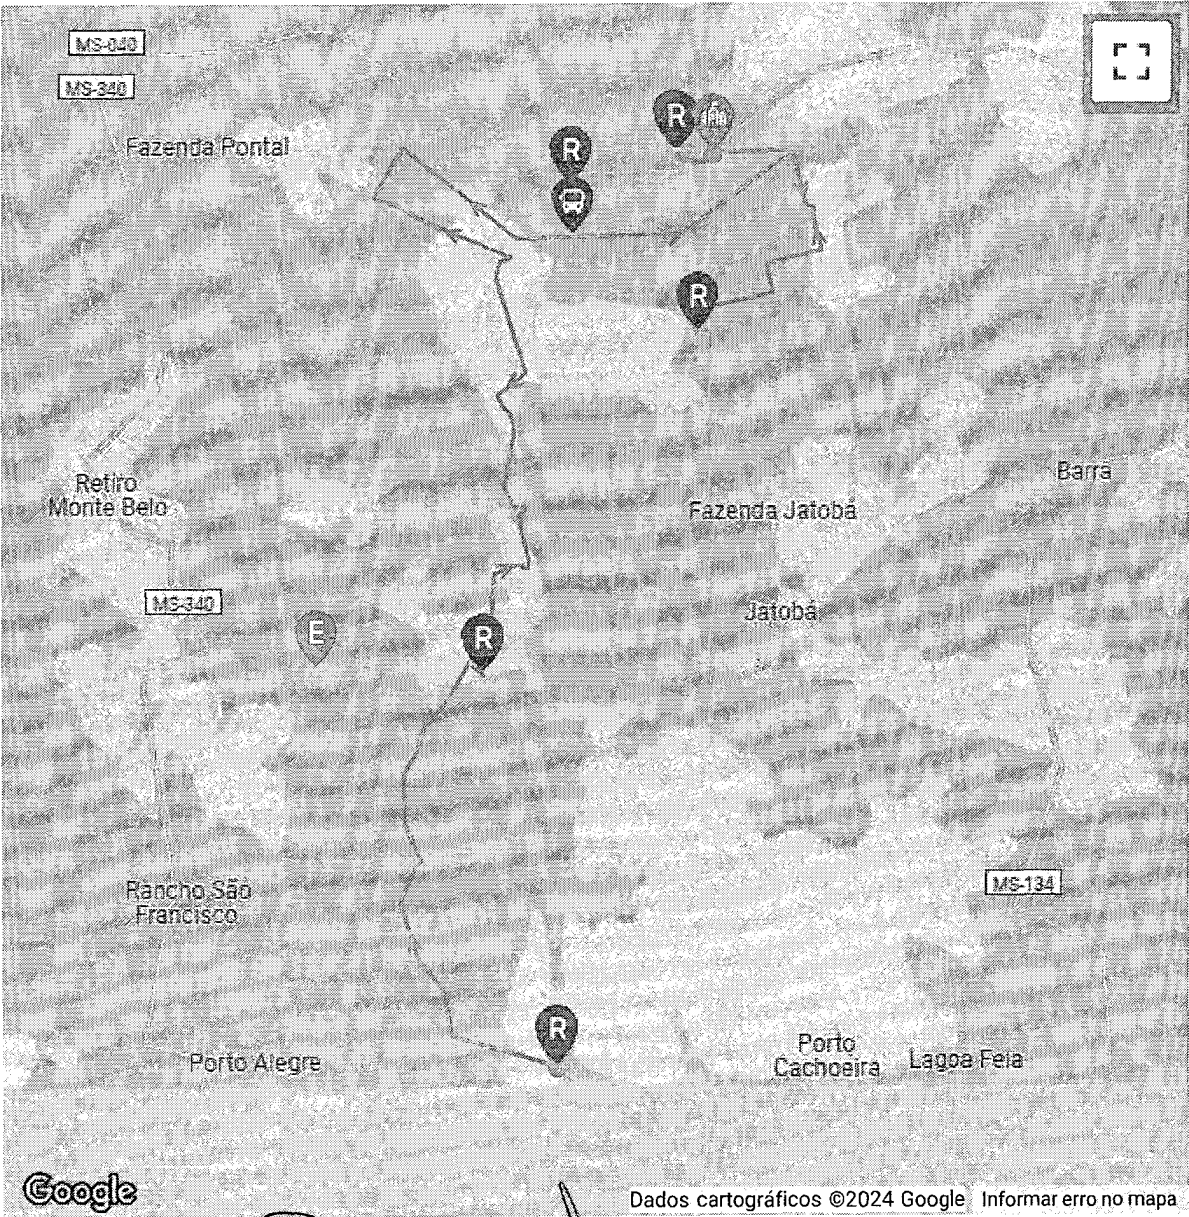 MS-040
MS-340
Fazenda Pontal
R
R
R
Retiro
Monte Belo
Barra
Fazenda Jatobá
MS-340
Jatobá
E
R
Rancho São
Francisco
MS-134
R
Porto Alegre
Porto
Cachoeira
Lagoa Feia
Google
Dados cartográficos ©2024 Google
Informar erro no mapa